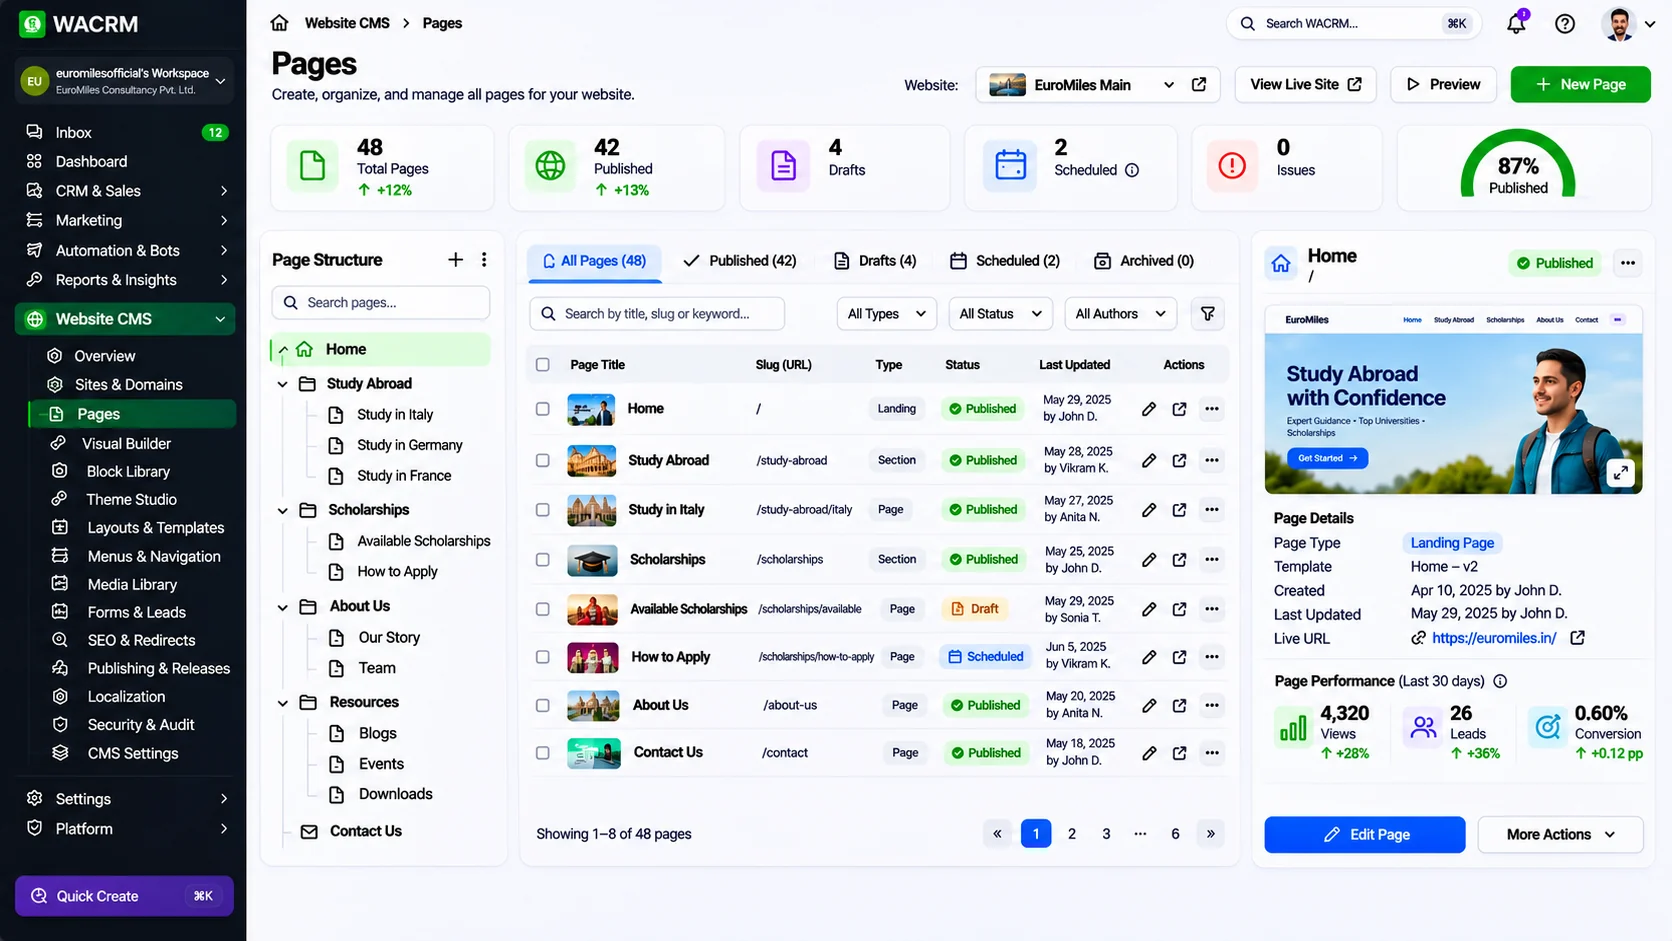 WACRM
EU
euromilesofficial's Workspace
EuroMiles Consultancy Pvt. Ltd.
Inbox
12
Dashboard
CRM & Sales
Marketing
Automation & Bots
Reports & Insights
Website CMS
Overview
Sites & Domains
Pages
Visual Builder
Block Library
Theme Studio
Layouts & Templates
Menus & Navigation
Media Library
Forms & Leads
SEO & Redirects
Publishing & Releases
Localization
Security & Audit
CMS Settings
Settings
Platform
Quick Create
⌘K
Website CMS > Pages
Search WACRM...
⌘K
1
Pages
Create, organize, and manage all pages for your website.
Website:
EuroMiles Main
View Live Site
Preview
+ New Page
48
Total Pages
↑ +12%
42
Published
↑ +13%
4
Drafts
2
Scheduled
0
Issues
87%
Published
Page Structure
Search pages...
Home
Study Abroad
Study in Italy
Study in Germany
Study in France
Scholarships
Available Scholarships
How to Apply
About Us
Our Story
Team
Resources
Blogs
Events
Downloads
Contact Us
All Pages (48)
Published (42)
Drafts (4)
Scheduled (2)
Archived (0)
Search by title, slug or keyword...
All Types
All Status
All Authors
Page Title Slug (URL) Type Status Last Updated Actions
Home / Landing Published May 29, 2025
by John D.
Study Abroad /study-abroad Section Published May 28, 2025
by Vikram K.
Study in Italy /study-abroad/italy Page Published May 27, 2025
by Anita N.
Scholarships /scholarships Section Published May 25, 2025
by John D.
Available Scholarships /scholarships/available Page Draft May 29, 2025
by Sonia T.
How to Apply /scholarships/how-to-apply Page Scheduled Jun 5, 2025
by Vikram K.
About Us /about-us Page Published May 20, 2025
by Anita N.
Contact Us /contact Page Published May 18, 2025
by John D.
Showing 1–8 of 48 pages
« 1 2 3 ··· 6 »
Home
/
Published
EuroMiles
Home Study Abroad Scholarships About Us Contact
Study Abroad
with Confidence
Expert Guidance • Top Universities •
Scholarships
Get Started →
Page Details
Page Type Landing Page
Template Home – v2
Created Apr 10, 2025 by John D.
Last Updated May 29, 2025 by John D.
Live URL https://euromiles.in/
Page Performance (Last 30 days)
4,320
Views
↑ +28%
26
Leads
↑ +36%
0.60%
Conversion
↑ +0.12 pp
Edit Page
More Actions